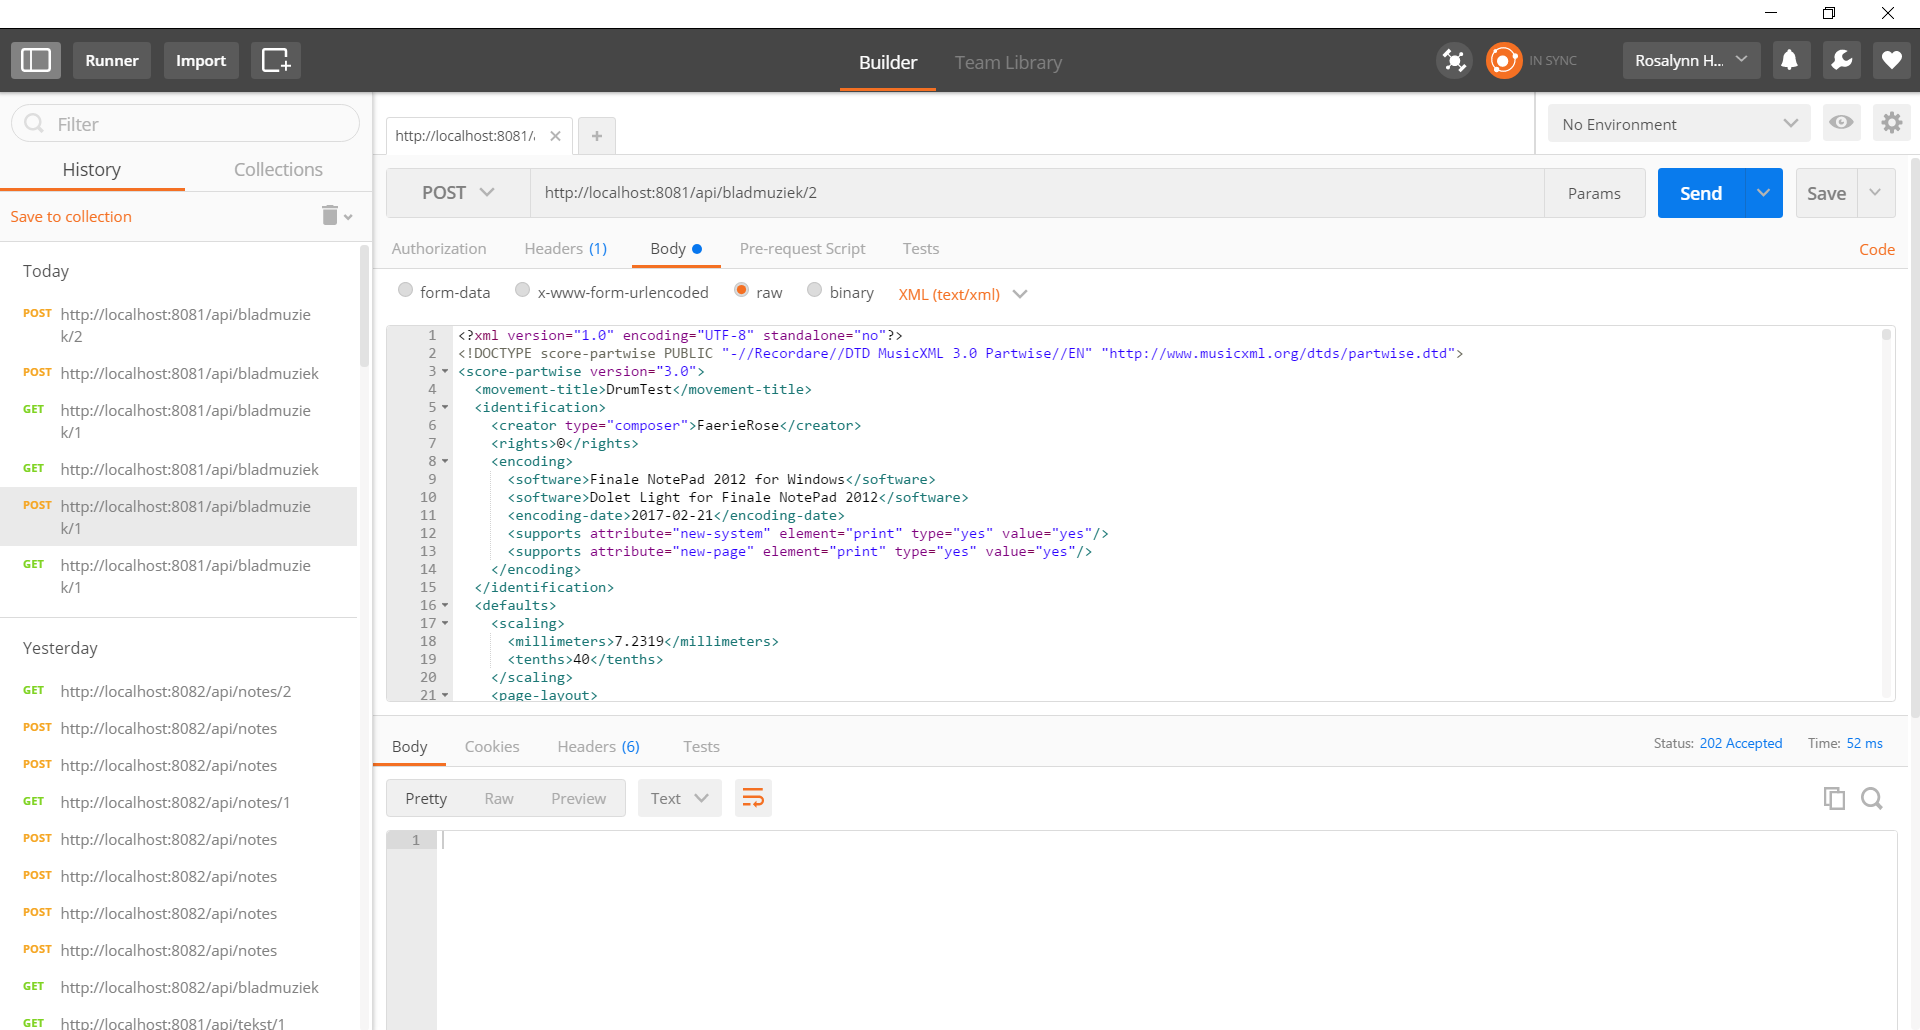 Runner
Import
Builder
Team Library
IN SYNC
Rosalynn H...
Filter
History
Collections
Save to collection
Today
POST http://localhost:8081/api/bladmuzie
k/2
POST http://localhost:8081/api/bladmuziek
GET http://localhost:8081/api/bladmuzie
k/1
GET http://localhost:8081/api/bladmuziek
POST http://localhost:8081/api/bladmuzie
k/1
GET http://localhost:8081/api/bladmuzie
k/1
Yesterday
GET http://localhost:8082/api/notes/2
POST http://localhost:8082/api/notes
POST http://localhost:8082/api/notes
GET http://localhost:8082/api/notes/1
POST http://localhost:8082/api/notes
POST http://localhost:8082/api/notes
POST http://localhost:8082/api/notes
POST http://localhost:8082/api/notes
GET http://localhost:8082/api/bladmuziek
GET http://localhost:8081/api/tekst/1
http://localhost:8081/
No Environment
POST
http://localhost:8081/api/bladmuziek/2
Params
Send
Save
Authorization
Headers (1)
Body
Pre-request Script
Tests
Code
form-data
x-www-form-urlencoded
raw
binary
XML (text/xml)
1 <?xml version="1.0" encoding="UTF-8" standalone="no"?>
2 <!DOCTYPE score-partwise PUBLIC "-//Recordare//DTD MusicXML 3.0 Partwise//EN" "http://www.musicxml.org/dtds/partwise.dtd">
3 <score-partwise version="3.0">
4 <movement-title>DrumTest</movement-title>
5 <identification>
6 <creator type="composer">FaerieRose</creator>
7 <rights>©</rights>
8 <encoding>
9 <software>Finale NotePad 2012 for Windows</software>
10 <software>Dolet Light for Finale NotePad 2012</software>
11 <encoding-date>2017-02-21</encoding-date>
12 <supports attribute="new-system" element="print" type="yes" value="yes"/>
13 <supports attribute="new-page" element="print" type="yes" value="yes"/>
14 </encoding>
15 </identification>
16 <defaults>
17 <scaling>
18 <millimeters>7.2319</millimeters>
19 <tenths>40</tenths>
20 </scaling>
21 <page-layout>
Body
Cookies
Headers (6)
Tests
Status: 202 Accepted
Time: 52 ms
Pretty
Raw
Preview
Text
1